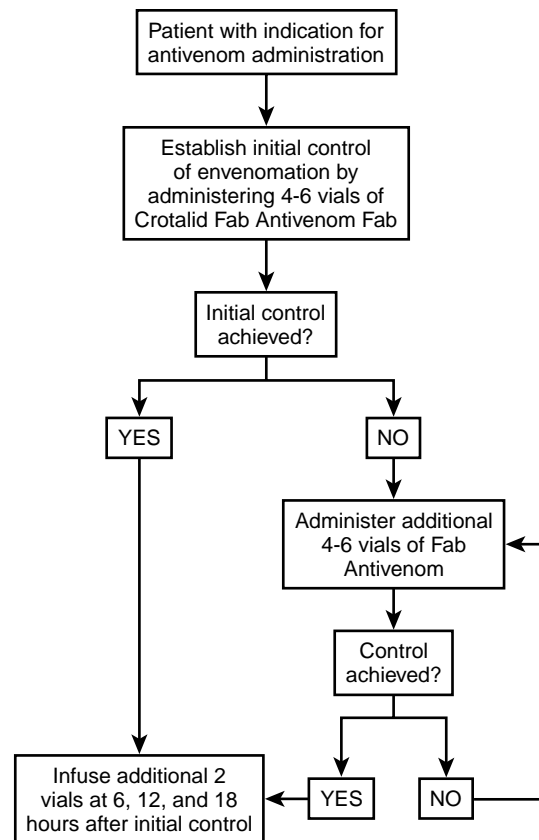 Patient with indication for
antivenom administration
Establish initial control
of envenomation by
administering 4-6 vials of
Crotalid Fab Antivenom Fab
Initial control
achieved?
YES
NO
Administer additional
4-6 vials of Fab
Antivenom
Control
achieved?
Infuse additional 2
vials at 6, 12, and 18
hours after initial control
YES
NO